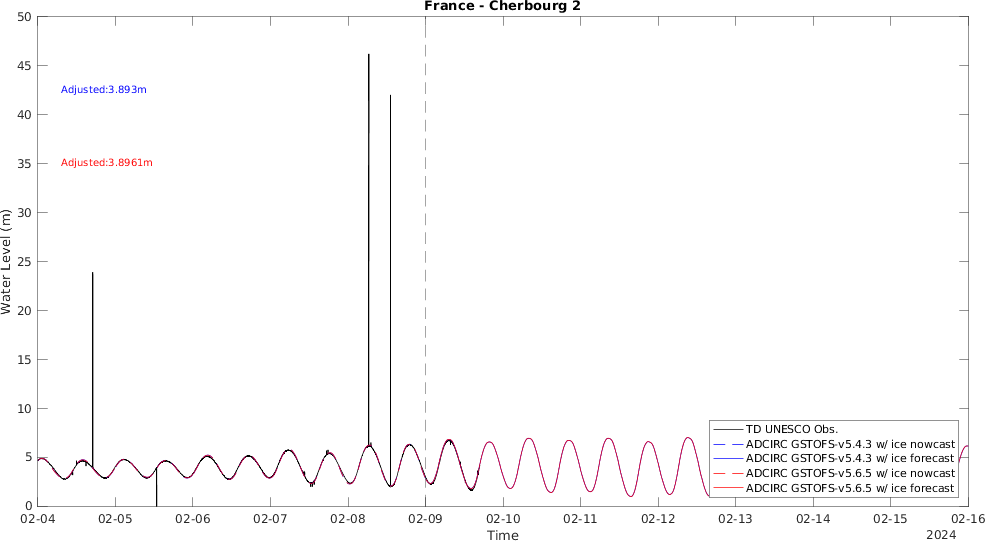 France - Cherbourg 2
50
45
40
35
30
25
20
15
10
5
0
Water Level (m)
Adjusted:3.893m
Adjusted:3.8961m
TD UNESCO Obs.
ADCIRC GSTOFS-v5.4.3 w/ ice nowcast
ADCIRC GSTOFS-v5.4.3 w/ ice forecast
ADCIRC GSTOFS-v5.6.5 w/ ice nowcast
ADCIRC GSTOFS-v5.6.5 w/ ice forecast
02-04 02-05 02-06 02-07 02-08 02-09 02-10 02-11 02-12 02-13 02-14 02-15 02-16
Time
2024